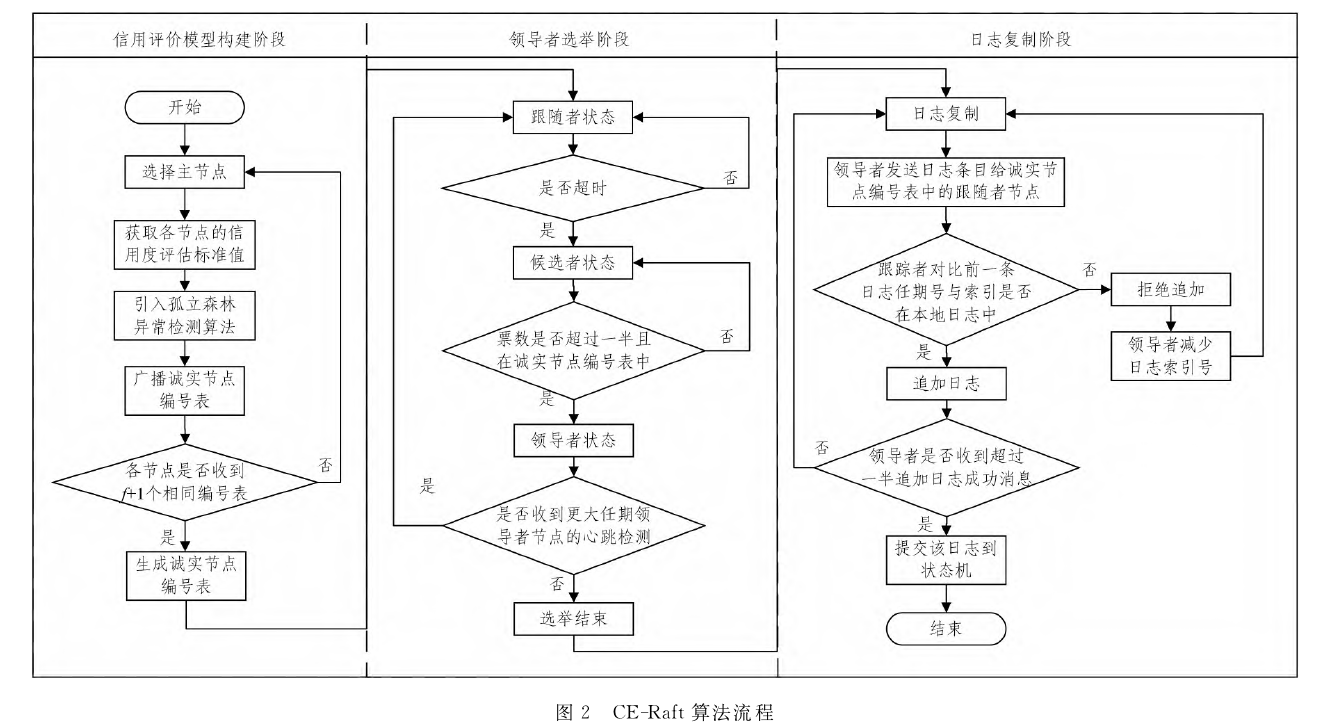 信用评价模型构建阶段
领导者选举阶段
日志复制阶段
开始
选择主节点
获取各节点的信
用度评估标准值
引入孤立森林
异常检测算法
广播诚实节点
编号表
各节点是否收到
f+1个相同编号表
否
是
生成诚实节点
编号表
跟随者状态
是否超时
否
是
候选者状态
票数是否超过一半且
在诚实节点编号表中
否
是
领导者状态
是否收到更大任期领
导者节点的心跳检测
是
否
选举结束
日志复制
领导者发送日志条目给诚实节
点编号表中的跟随者节点
跟踪者对比前一条
日志任期号与索引是否
在本地日志中
否
拒绝追加
领导者减少
日志索引号
是
追加日志
领导者是否收到超过
一半追加日志成功消息
否
是
提交该日志到
状态机
结束
图 2 CE-Raft 算法流程